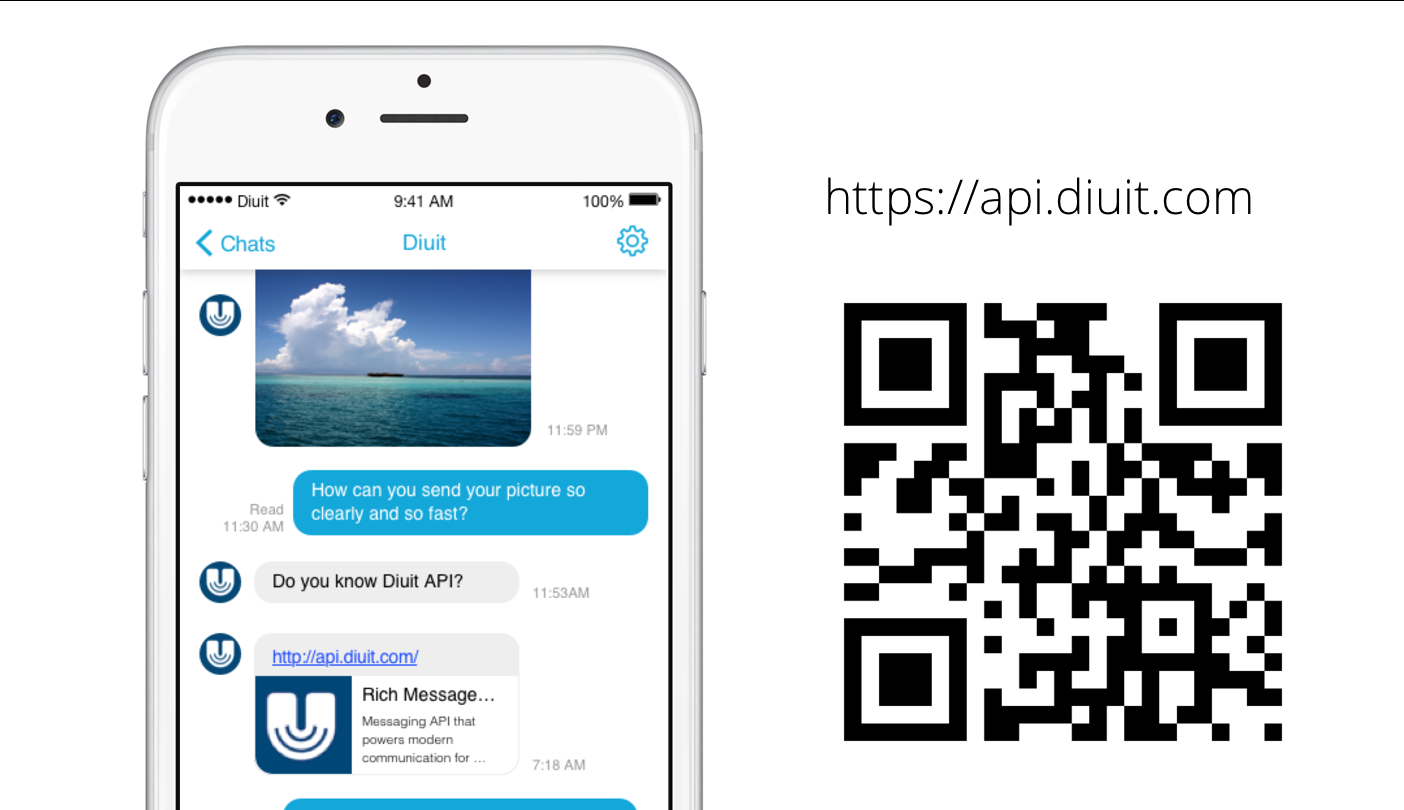 Diuit
9:41 AM
100%
Chats
Diuit
11:59 PM
How can you send your picture so
clearly and so fast?
Read
11:30 AM
Do you know Diuit API?
11:53AM
http://api.diuit.com/
Rich Message...
Messaging API that
powers modern
communication for ...
7:18 AM
https://api.diuit.com